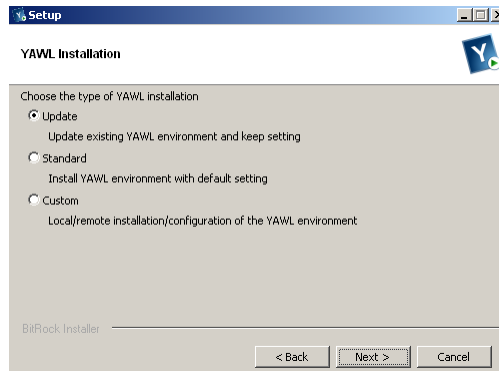 Setup
YAWL Installation
Choose the type of YAWL installation
Update
Update existing YAWL environment and keep setting
Standard
Install YAWL environment with default setting
Custom
Local/remote installation/configuration of the YAWL environment
BitRock Installer
< Back Next > Cancel